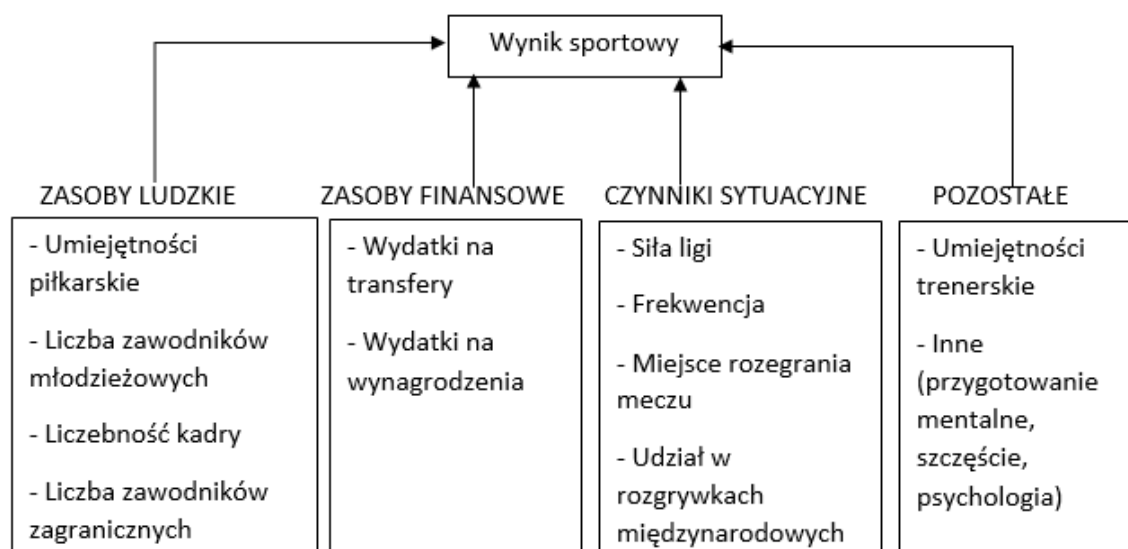 Wynik sportowy
ZASOBY LUDZKIE
- Umiejętności
piłkarskie
- Liczba zawodników
młodzieżowych
- Liczebność kadry
- Liczba zawodników
zagranicznych
ZASOBY FINANSOWE
- Wydatki na
transfery
- Wydatki na
wynagrodzenia
CZYNNIKI SYTUACYJNE
- Siła ligi
- Frekwencja
- Miejsce rozegrania
meczu
- Udział w
rozgrywkach
międzynarodowych
POZOSTAŁE
- Umiejętności
trenerskie
- Inne
(przygotowanie
mentalne,
szczęście,
psychologia)